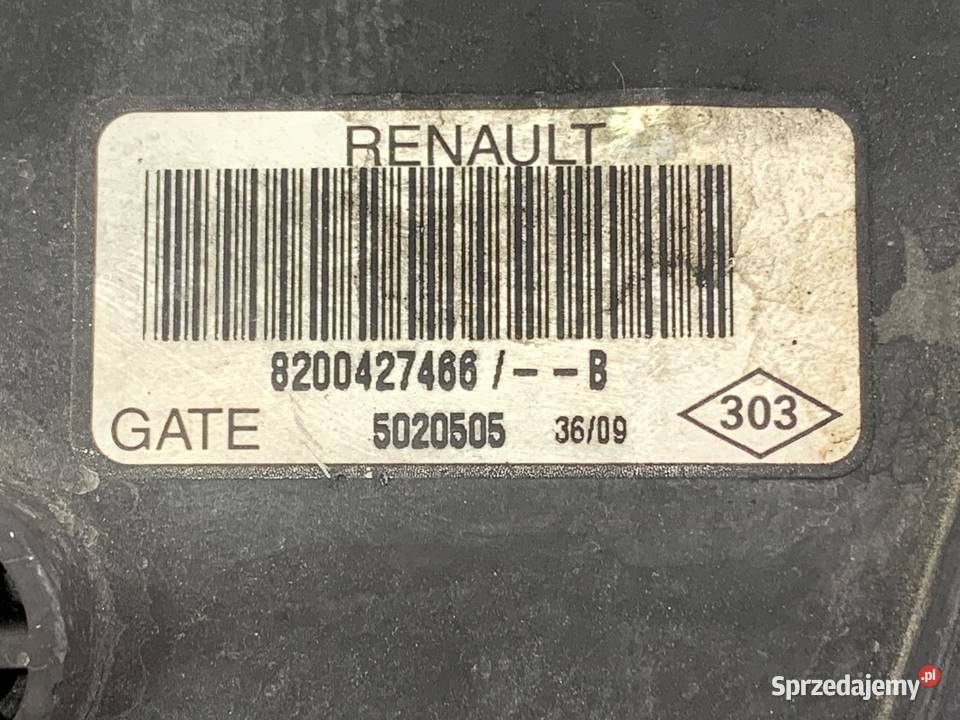 RENAULT
8200427466/--B
GATE 5020505 36/09 303
Sprzedajemy.pl